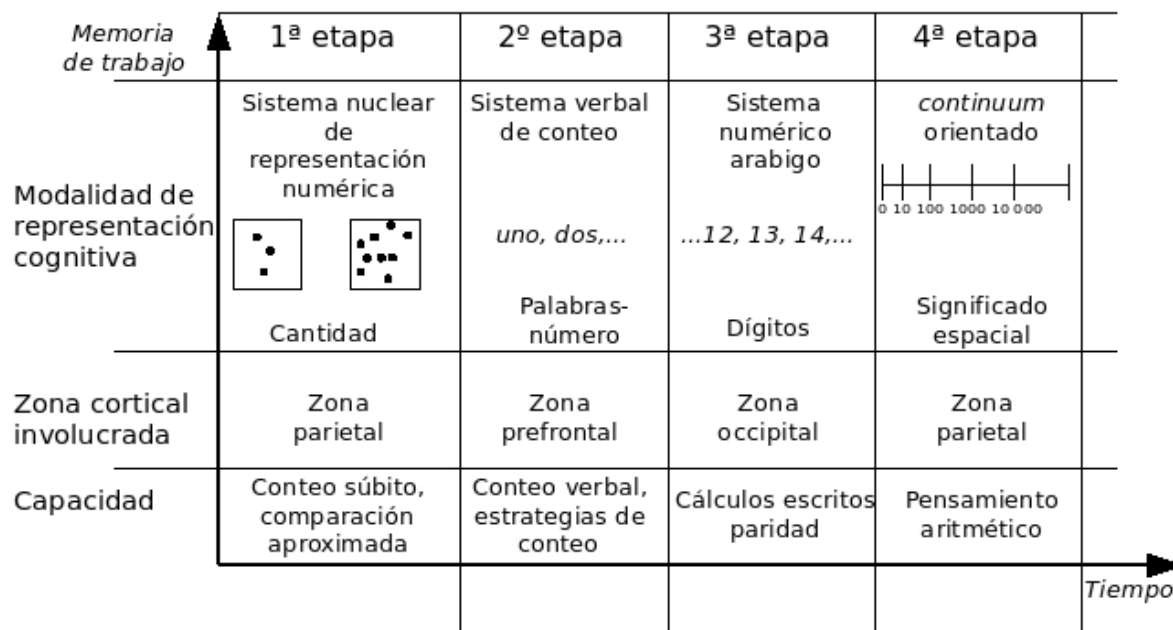 Memoria
de trabajo
1ª etapa
2º etapa
3ª etapa
4ª etapa
Modalidad de
representación
cognitiva
Sistema nuclear
de
representación
numérica
Cantidad
Sistema verbal
de conteo
uno, dos,...
Palabras-
número
Sistema
numérico
arabigo
...12, 13, 14,...
Dígitos
continuum
orientado
0 10 100 1000 10 000
Significado
espacial
Zona cortical
involucrada
Zona
parietal
Zona
prefrontal
Zona
occipital
Zona
parietal
Capacidad
Conteo súbito,
comparación
aproximada
Conteo verbal,
estrategias de
conteo
Cálculos escritos
paridad
Pensamiento
aritmético
Tiempo